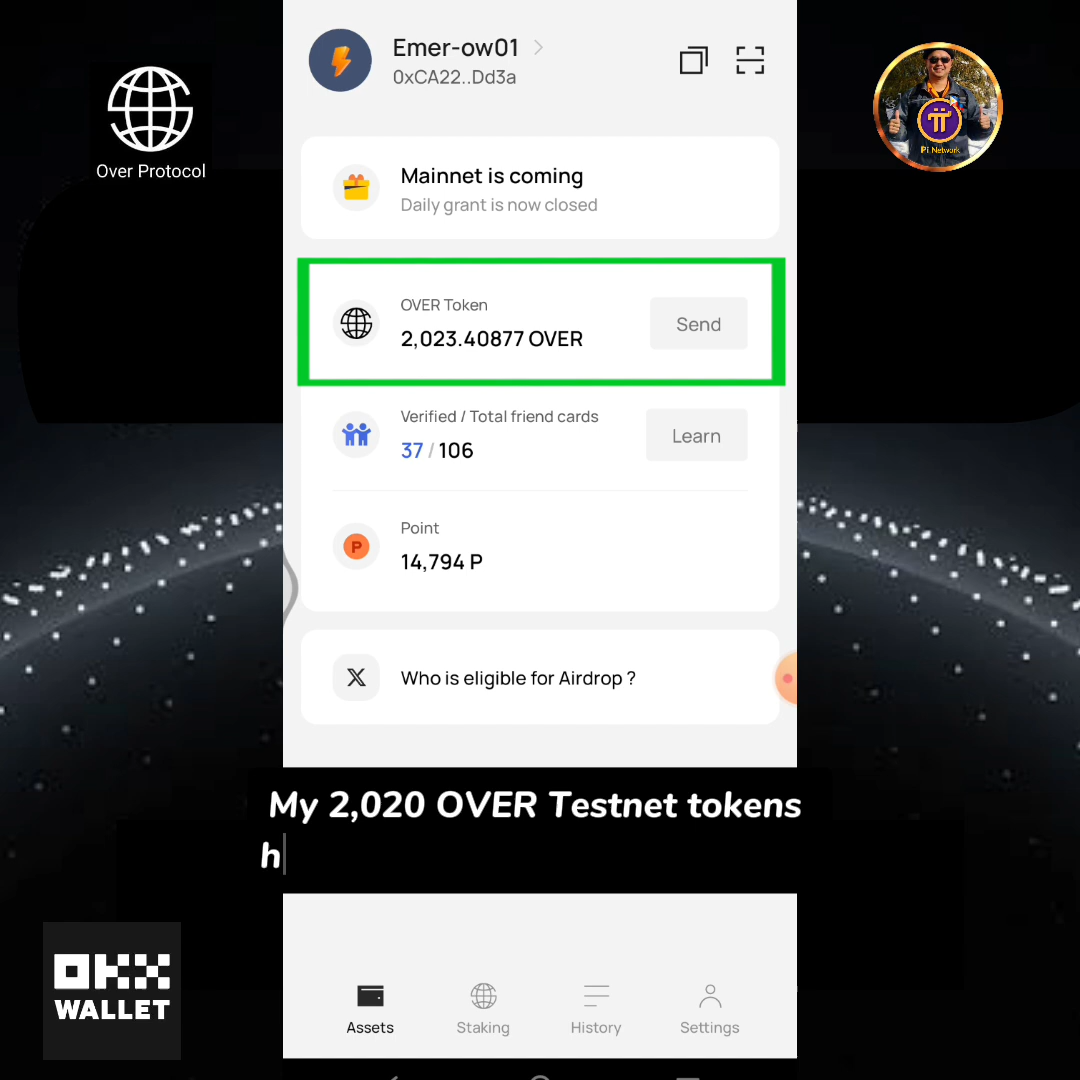 Emer-ow01
0xCA22..Dd3a
Over Protocol
Pi Network
Mainnet is coming
Daily grant is now closed
OVER Token
2,023.40877 OVER
Send
Verified / Total friend cards
37 / 106
Learn
P
Point
14,794 P
X
Who is eligible for Airdrop ?
My 2,020 OVER Testnet tokens
h
OKX
WALLET
Assets
Staking
History
Settings